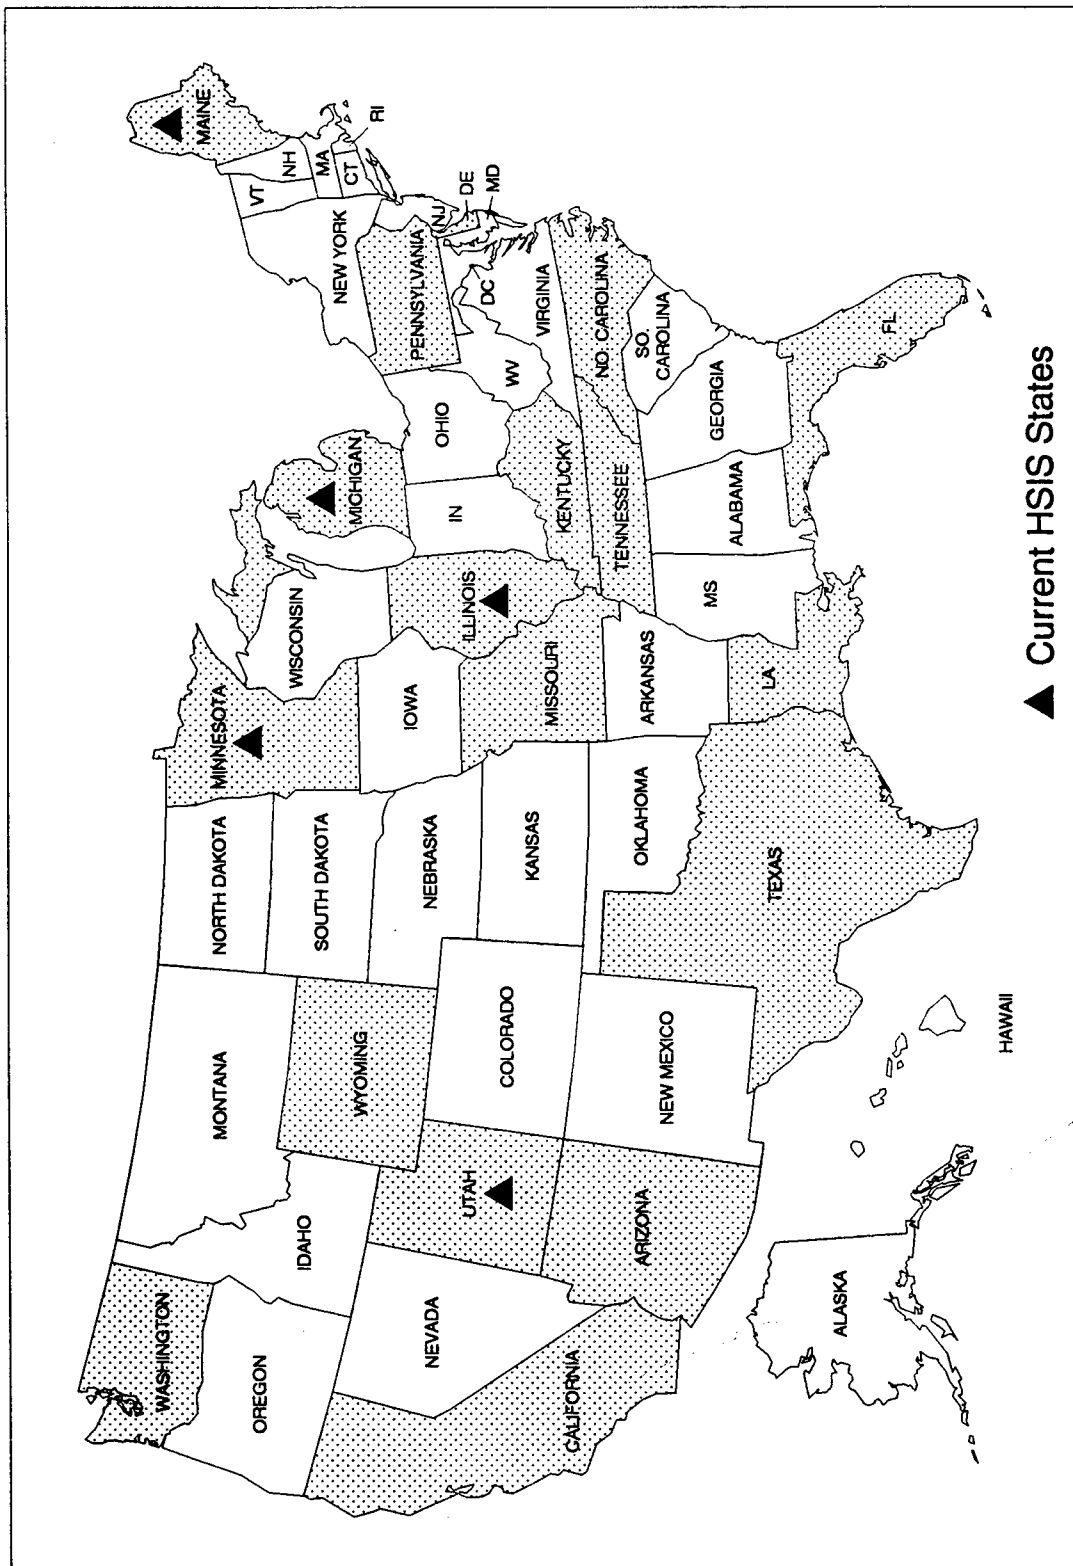 WASHINGTON
OREGON
CALIFORNIA
NEVADA
IDAHO
MONTANA
WYOMING
UTAH
ARIZONA
COLORADO
NEW MEXICO
NORTH DAKOTA
SOUTH DAKOTA
NEBRASKA
KANSAS
OKLAHOMA
TEXAS
MINNESOTA
IOWA
MISSOURI
ARKANSAS
LA
WISCONSIN
ILLINOIS
MICHIGAN
IN
OHIO
KENTUCKY
TENNESSEE
MS
ALABAMA
GEORGIA
FL
SO.
CAROLINA
NO. CAROLINA
VIRGINIA
WV
DC
PENNSYLVANIA
NEW YORK
VT
NH
MAINE
MA
CT
RI
NJ
DE
MD
ALASKA
HAWAII
Current HSIS States